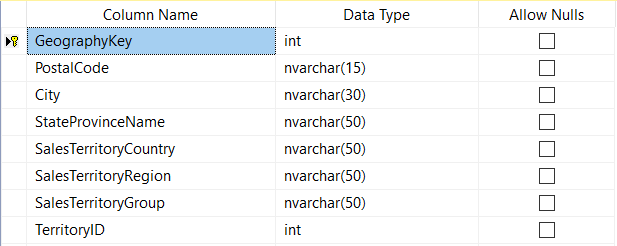 Column Name Data Type Allow Nulls
GeographyKey int
PostalCode nvarchar(15)
City nvarchar(30)
StateProvinceName nvarchar(50)
SalesTerritoryCountry nvarchar(50)
SalesTerritoryRegion nvarchar(50)
SalesTerritoryGroup nvarchar(50)
TerritoryID int